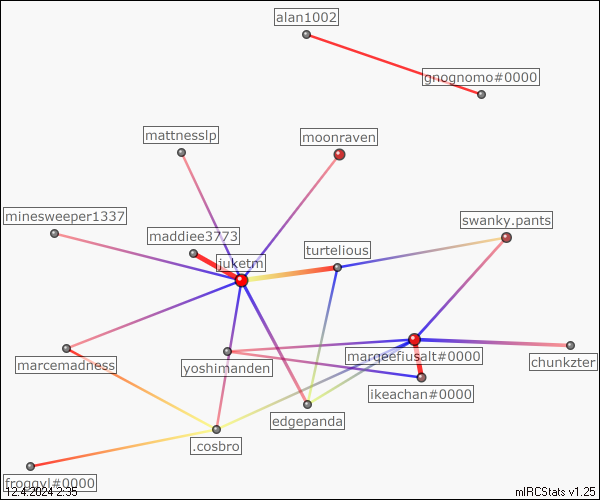 alan1002
gnognomo#0000
mattnesslp
moonraven
minesweeper1337
swanky.pants
maddiee3773
turtelious
juketm
marqeefiusalt#0000
marcemadness
yoshimanden
chunkzter
ikeachan#0000
edgepanda
.cosbro
froggyl#0000
12.4.2024 2:35
mIRCStats v1.25